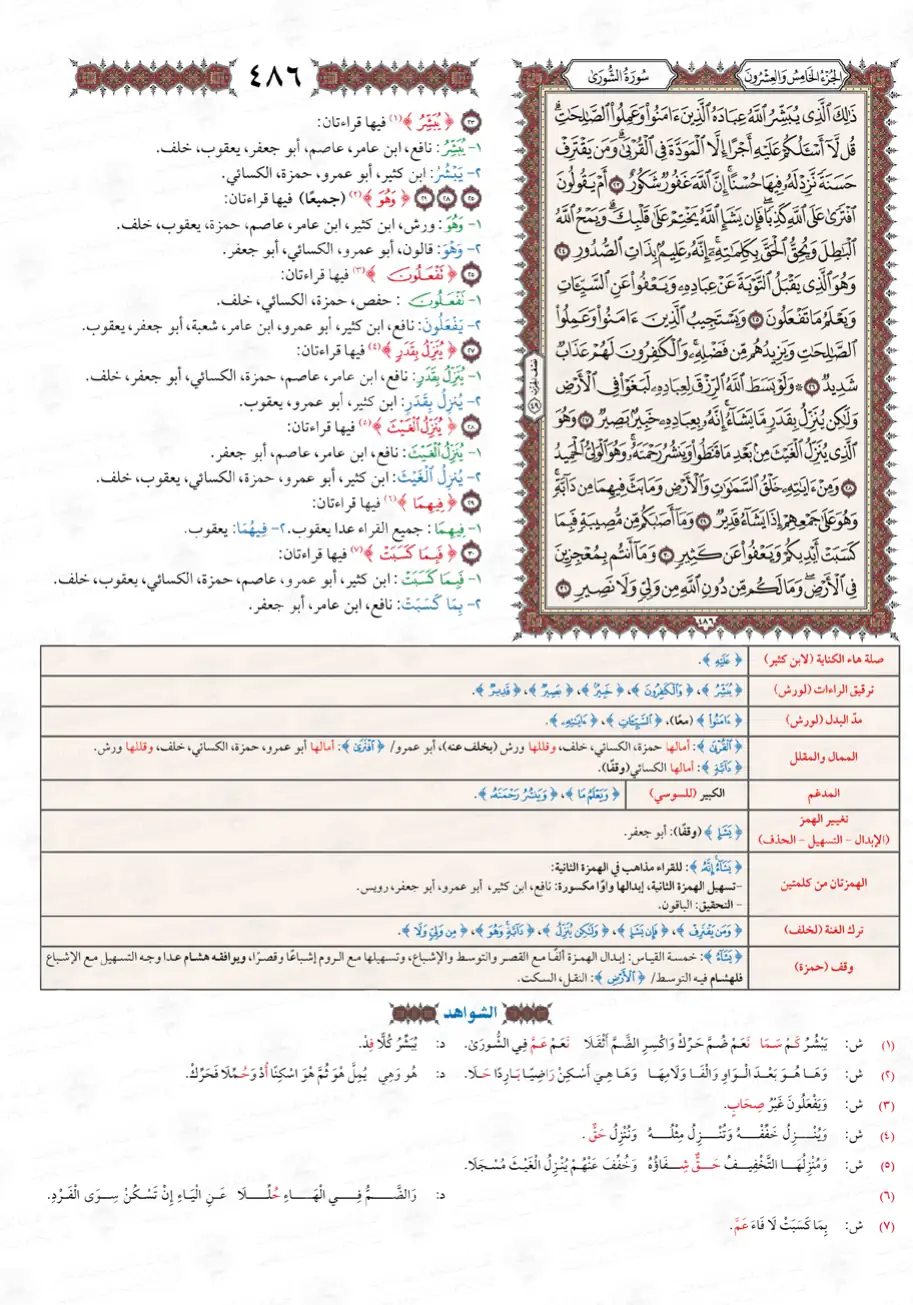 الجزء الخامس والعشرون
سورة الشورى
ذَٰلِكَ ٱلَّذِى يُبَشِّرُ ٱللَّهُ عِبَادَهُ ٱلَّذِينَ ءَامَنُوا۟ وَعَمِلُوا۟ ٱلصَّٰلِحَٰتِۗ
قُل لَّآ أَسْـَٔلُكُمْ عَلَيْهِ أَجْرًا إِلَّا ٱلْمَوَدَّةَ فِى ٱلْقُرْبَىٰۗ وَمَن يَقْتَرِفْ
حَسَنَةً نَّزِدْ لَهُۥ فِيهَا حُسْنًاۚ إِنَّ ٱللَّهَ غَفُورٌ شَكُورٌ ٢٣ أَمْ يَقُولُونَ
ٱفْتَرَىٰ عَلَى ٱللَّهِ كَذِبًاۖ فَإِن يَشَإِ ٱللَّهُ يَخْتِمْ عَلَىٰ قَلْبِكَۗ وَيَمْحُ ٱللَّهُ
ٱلْبَٰطِلَ وَيُحِقُّ ٱلْحَقَّ بِكَلِمَٰتِهِۦٓۚ إِنَّهُۥ عَلِيمٌۢ بِذَاتِ ٱلصُّدُورِ ٢٤
وَهُوَ ٱلَّذِى يَقْبَلُ ٱلتَّوْبَةَ عَنْ عِبَادِهِۦ وَيَعْفُوا۟ عَنِ ٱلسَّيِّـَٔاتِ
وَيَعْلَمُ مَا تَفْعَلُونَ ٢٥ وَيَسْتَجِيبُ ٱلَّذِينَ ءَامَنُوا۟ وَعَمِلُوا۟
ٱلصَّٰلِحَٰتِ وَيَزِيدُهُم مِّن فَضْلِهِۦۚ وَٱلْكَٰفِرُونَ لَهُمْ عَذَابٌ
شَدِيدٌ ٢٦ ۞ وَلَوْ بَسَطَ ٱللَّهُ ٱلرِّزْقَ لِعِبَادِهِۦ لَبَغَوْا۟ فِى ٱلْأَرْضِ
وَلَٰكِن يُنَزِّلُ بِقَدَرٍ مَّا يَشَآءُۚ إِنَّهُۥ بِعِبَادِهِۦ خَبِيرٌۢ بَصِيرٌ ٢٧ وَهُوَ
ٱلَّذِى يُنَزِّلُ ٱلْغَيْثَ مِنۢ بَعْدِ مَا قَنَطُوا۟ وَيَنشُرُ رَحْمَتَهُۥۚ وَهُوَ ٱلْوَلِىُّ ٱلْحَمِيدُ
٢٨ وَمِنْ ءَايَٰتِهِۦ خَلْقُ ٱلسَّمَٰوَٰتِ وَٱلْأَرْضِ وَمَا بَثَّ فِيهِمَا مِن دَآبَّةٍۚ
وَهُوَ عَلَىٰ جَمْعِهِمْ إِذَا يَشَآءُ قَدِيرٌ ٢٩ وَمَآ أَصَٰبَكُم مِّن مُّصِيبَةٍ فَبِمَا
كَسَبَتْ أَيْدِيكُمْ وَيَعْفُوا۟ عَن كَثِيرٍ ٣٠ وَمَآ أَنتُم بِمُعْجِزِينَ
فِى ٱلْأَرْضِۖ وَمَا لَكُم مِّن دُونِ ٱللَّهِ مِن وَلِىٍّ وَلَا نَصِيرٍ ٣١
٤٨٦
٤٨٦
٢٣ ﴿يُبَشِّرُ﴾(١) فيها قراءتان:
١- يُبَشِّرُ: نافع، ابن عامر، عاصم، أبو جعفر، يعقوب، خلف.
٢- يَبْشُرُ: ابن كثير، أبو عمرو، حمزة، الكسائي.
٢٥ ٢٨ ٢٩ ﴿وَهُوَ﴾(٢) (جميعًا) فيها قراءتان:
١- وَهُوَ: ورش، ابن كثير، ابن عامر، عاصم، حمزة، يعقوب، خلف.
٢- وَهْوَ: قالون، أبو عمرو، الكسائي، أبو جعفر.
٢٥ ﴿تَفْعَلُونَ﴾(٣) فيها قراءتان:
١- تَفْعَلُونَ: حفص، حمزة، الكسائي، خلف.
٢- يَفْعَلُونَ: نافع، ابن كثير، أبو عمرو، ابن عامر، شعبة، أبو جعفر، يعقوب.
٢٧ ﴿يُنَزِّلُ بِقَدَرٍ﴾(٤) فيها قراءتان:
١- يُنَزِّلُ بِقَدَرٍ: نافع، ابن عامر، عاصم، حمزة، الكسائي، أبو جعفر، خلف.
٢- يُنزِلُ بِقَدَرٍ: ابن كثير، أبو عمرو، يعقوب.
٢٨ ﴿يُنَزِّلُ الْغَيْثَ﴾(٥) فيها قراءتان:
١- يُنَزِّلُ الْغَيْثَ: نافع، ابن عامر، عاصم، أبو جعفر.
٢- يُنزِلُ الْغَيْثَ: ابن كثير، أبو عمرو، حمزة، الكسائي، يعقوب، خلف.
٢٩ ﴿فِيهِمَا﴾(٦) فيها قراءتان:
١- فِيهِمَا: جميع القراء عدا يعقوب. ٢- فِيهُمَا: يعقوب.
٣٠ ﴿فَبِمَا كَسَبَتْ﴾(٧) فيها قراءتان:
١- فَبِمَا كَسَبَتْ: ابن كثير، أبو عمرو، عاصم، حمزة، الكسائي، يعقوب، خلف.
٢- بِمَا كَسَبَتْ: نافع، ابن عامر، أبو جعفر.
صلة هاء الكناية (لابن كثير) ﴿عَلَيْهِ﴾.
ترقيق الراءات (لورش) ﴿يُبَشِّرُ﴾، ﴿وَالْكَافِرُونَ﴾، ﴿خَبِيرٌ﴾، ﴿بَصِيرٌ﴾، ﴿قَدِيرٌ﴾.
مدّ البدل (لورش) ﴿ءَامَنُوا﴾ (معًا)، ﴿السَّيِّئَاتِ﴾، ﴿ءَايَاتِهِ﴾.
الممال والمقلل ﴿الْقُرْبَىٰ﴾: أمالها حمزة، الكسائي، خلف، وقللها ورش (بخلف عنه)، أبو عمرو/ ﴿افْتَرَىٰ﴾: أمالها أبو عمرو، حمزة، الكسائي، خلف، وقللها ورش.
﴿دَآبَّةٍ﴾: أمالها الكسائي (وقفًا).
المدغم الكبير (للسوسي) ﴿وَيَعْلَمُ مَا﴾، ﴿وَيَنشُرُ رَحْمَتَهُ﴾.
تغيير الهمز
(الإبدال - التسهيل - الحذف) ﴿يَشَإِ﴾ (وقفًا): أبو جعفر.
الهمزتان من كلمتين ﴿يَشَآءُ إِنَّهُ﴾: للقراء مذاهب في الهمزة الثانية:
-تسهيل الهمزة الثانية، إبدالها واوًا مكسورة: نافع، ابن كثير، أبو عمرو، أبو جعفر، رويس.
- التحقيق: الباقون.
ترك الغنة (لخلف) ﴿وَمَن يَقْتَرِفْ﴾، ﴿فَإِن يَشَإِ﴾، ﴿وَلَٰكِن يُنَزِّلُ﴾، ﴿دَآبَّةٍ وَهُوَ﴾، ﴿مِن وَلِيٍّ وَلَا﴾.
وقف (حمزة) ﴿يَشَآءُ﴾: خمسة القياس: إبدال الهمزة ألفًا مع القصر والتوسط والإشباع، وتسهيلها مع الروم إشباعًا وقصرًا، ويوافقه هشام عدا وجه التسهيل مع الإشباع
فلهشام فيه التوسط/ ﴿الْأَرْضِ﴾: النقل، السكت.
الشواهد
(١) ش: يَبْشُرُ كَمْ سَمَا نَعَمْ ضُمَّ حَرِّكْ وَاكْسِرِ الضَّمَّ أَثْقَلَا نَعَمْ عَمَّ فِي الشُّورَىٰ. د: يُبَشِّرُ كُلًّا فِدْ.
(٢) ش: وَهَا هُوَ بَعْدَ الْوَاوِ وَالْفَا وَلَامِهَا وَهَا هِيَ أَسْكِنْ رَاضِيًا بَارِدًا حَلَا. د: هُو وَهِي يُمِلَّ هُوَ ثُمَّ هُوَ اسْكِنًا أُدْ وَحُمِّلَا فَحَرِّكْ.
(٣) ش: وَيَفْعَلُونَ غَيْرُ صِحَابٍ.
(٤) ش: وَيُنْزِلُ خَفِّفْهُ وَتُنْزِلُ مِثْلُهُ وَنُنْزِلُ حَقٌّ.
(٥) ش: وَمُنْزِلُهَا التَّخْفِيفُ حَقٌّ شِفَاؤُهُ وَخُفِّفَ عَنْهُمْ يُنْزِلُ الْغَيْثَ مُسْجَلَا.
(٦) د: وَالضَّمُّ فِي الْهَاءِ حُلِّلَا عَنِ الْيَاءِ إِنْ تَسْكُنْ سِوَى الْفَرْدِ.
(٧) ش: بِمَا كَسَبَتْ لَا فَاءَ عَمَّ.